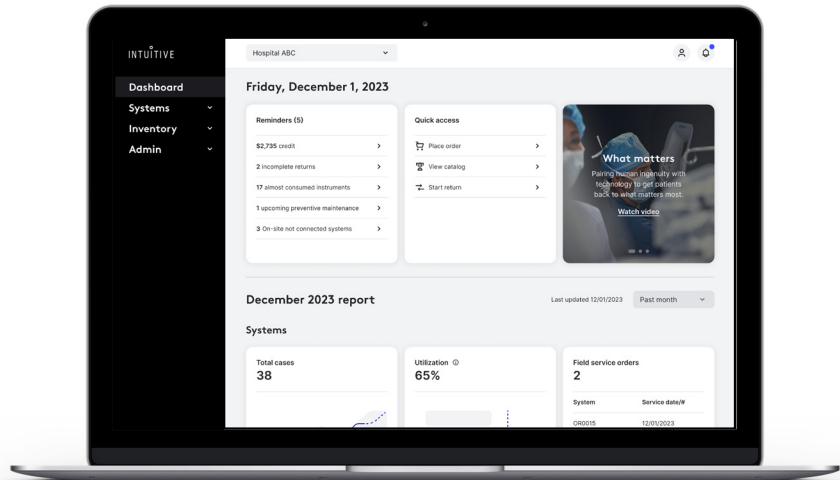 INTUITIVE
Hospital ABC
Dashboard
Systems
Inventory
Admin
Friday, December 1, 2023
Reminders (5)
$2,735 credit
2 incomplete returns
17 almost consumed instruments
1 upcoming preventive maintenance
3 On-site not connected systems
Quick access
Place order
View catalog
Start return
What matters
Pairing human ingenuity with
technology to get patients
back to what matters most.
Watch video
December 2023 report
Last updated 12/01/2023
Past month
Systems
Total cases
38
Utilization
65%
Field service orders
2
System Service date/#
OR0015 12/01/2023